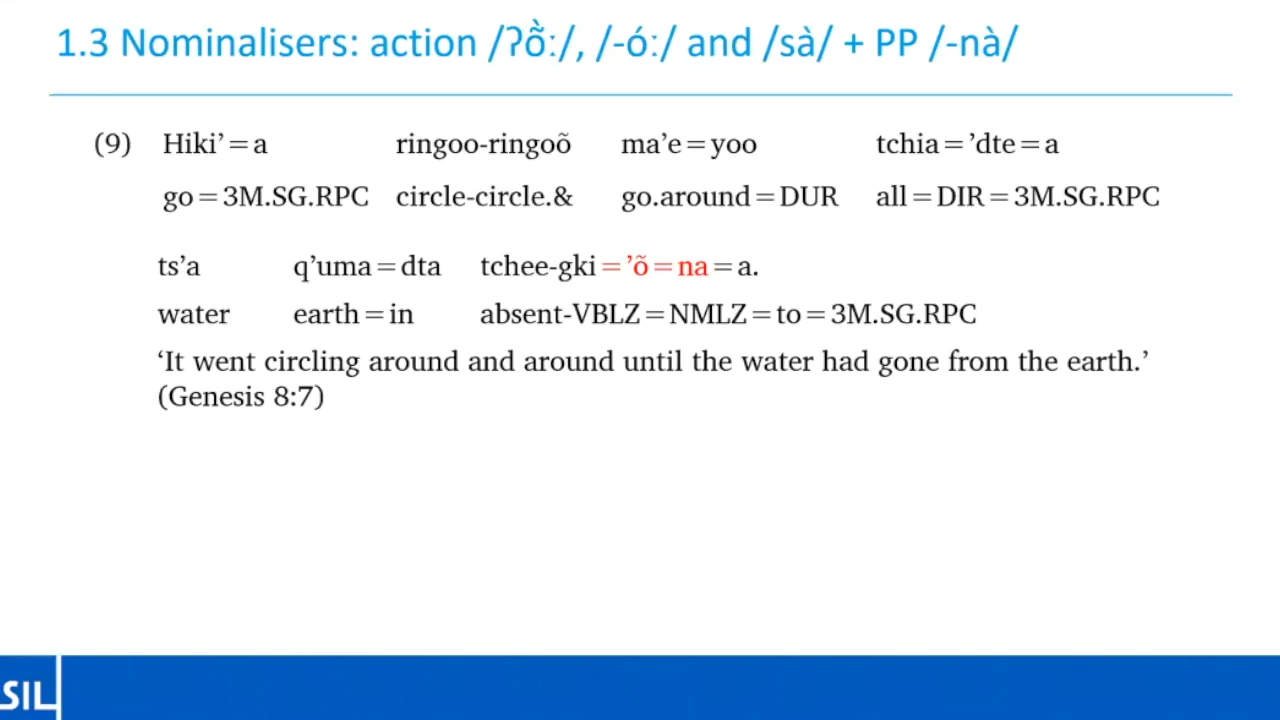 1.3 Nominalisers: action /ʔõ̀ː/, /-óː/ and /sà/ + PP /-nà/
(9) Hiki’=a ringoo-ringoõ ma’e=yoo tchia=’dte=a
go=3M.SG.RPC circle-circle.& go.around=DUR all=DIR=3M.SG.RPC
ts’a q’uma=dta tchee-gki=’õ=na=a.
water earth=in absent-VBLZ=NMLZ=to=3M.SG.RPC
‘It went circling around and around until the water had gone from the earth.’
(Genesis 8:7)
SIL